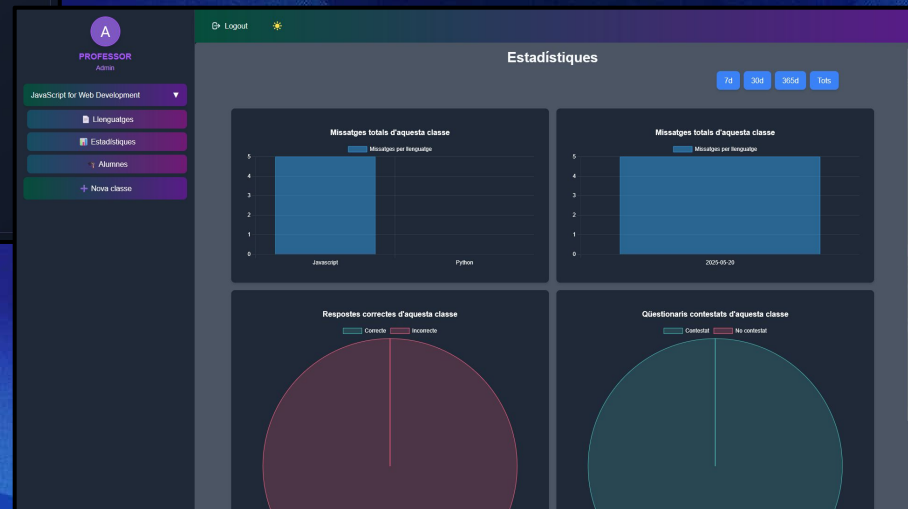 A
PROFESSOR
Admin
JavaScript for Web Development ▼
Llenguatges
Estadístiques
Alumnes
+ Nova classe
Logout
Estadístiques
7d 30d 365d Tots
Missatges totals d'aquesta classe
Missatges per llenguatge
5
4
3
2
1
0
Javascript Python
Missatges totals d'aquesta classe
Missatges per llenguatge
5
4
3
2
1
0
2025-05-20
Respostes correctes d'aquesta classe
Correcte Incorrecte
Qüestionaris contestats d'aquesta classe
Contestat No contestat